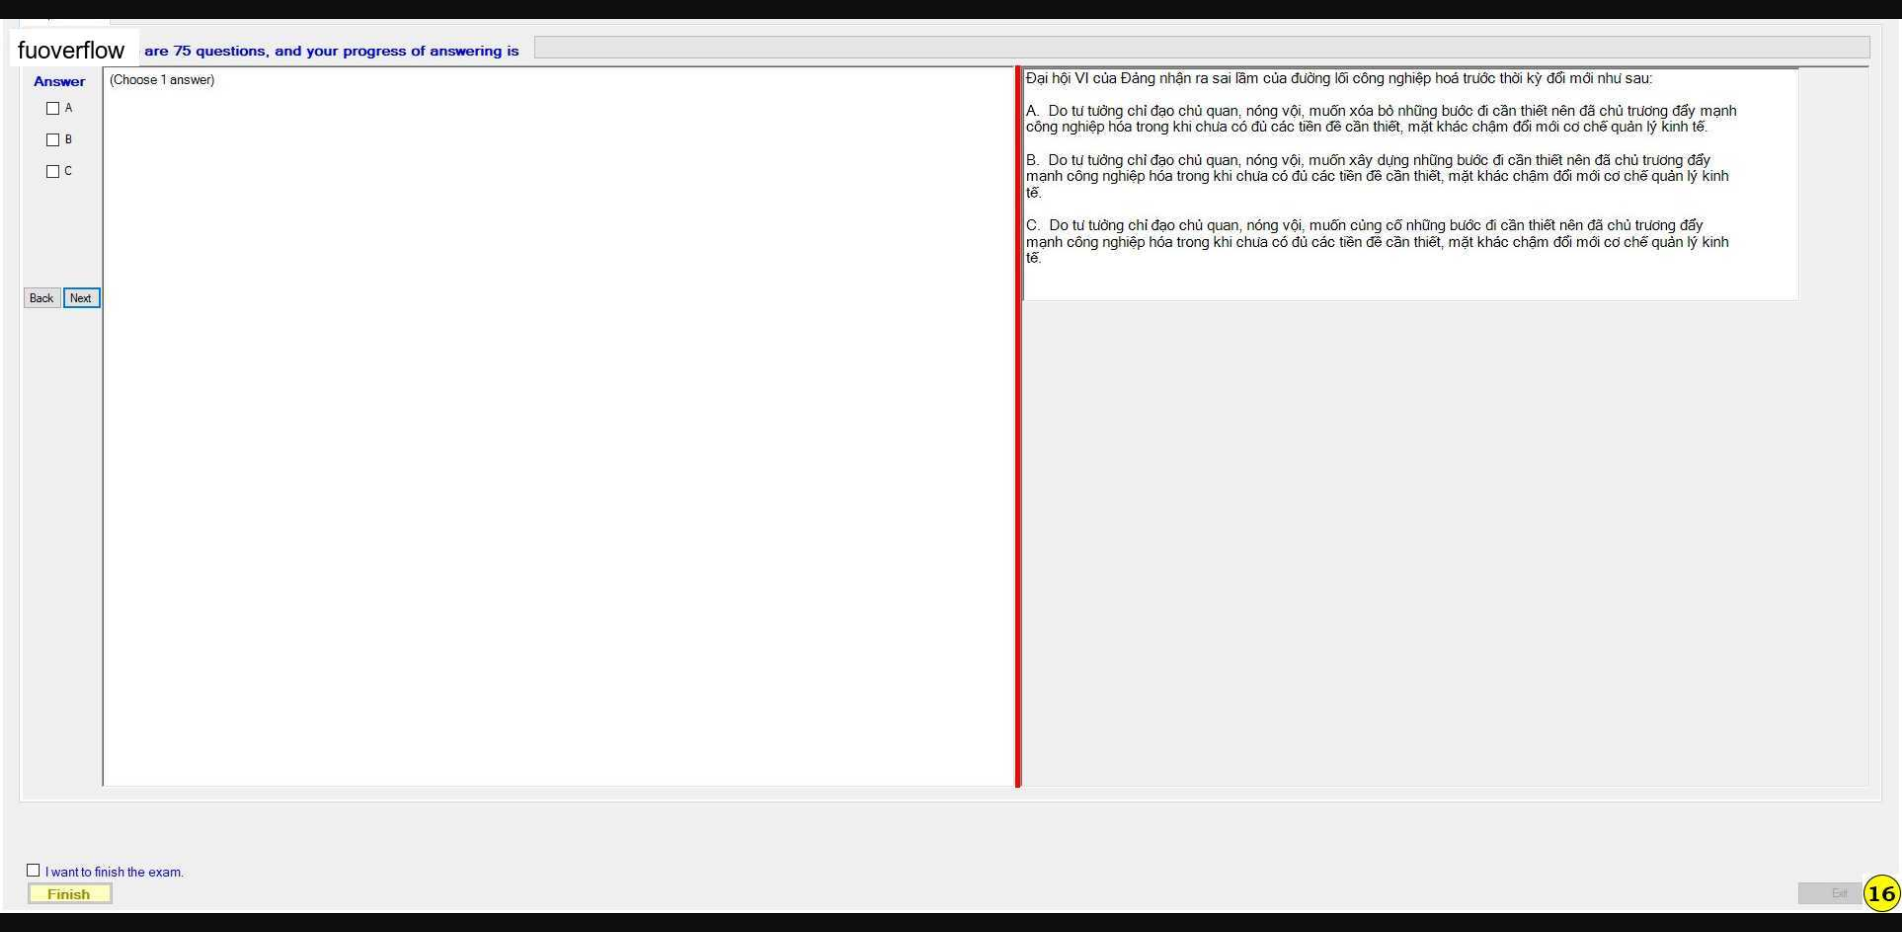 fuoverflow are 75 questions, and your progress of answering is
Answer
(Choose 1 answer)
A
B
C
Back Next
Đại hội VI của Đảng nhận ra sai lầm của đường lối công nghiệp hoá trước thời kỳ đổi mới như sau:
A. Do tư tưởng chỉ đạo chủ quan, nóng vội, muốn xóa bỏ những bước đi cần thiết nên đã chủ trương đẩy mạnh
công nghiệp hóa trong khi chưa có đủ các tiền đề cần thiết, mặt khác chậm đổi mới cơ chế quản lý kinh tế.
B. Do tư tưởng chỉ đạo chủ quan, nóng vội, muốn xây dựng những bước đi cần thiết nên đã chủ trương đẩy
mạnh công nghiệp hóa trong khi chưa có đủ các tiền đề cần thiết, mặt khác chậm đổi mới cơ chế quản lý kinh
tế.
C. Do tư tưởng chỉ đạo chủ quan, nóng vội, muốn củng cố những bước đi cần thiết nên đã chủ trương đẩy
mạnh công nghiệp hóa trong khi chưa có đủ các tiền đề cần thiết, mặt khác chậm đổi mới cơ chế quản lý kinh
tế.
I want to finish the exam.
Finish
Exit
16